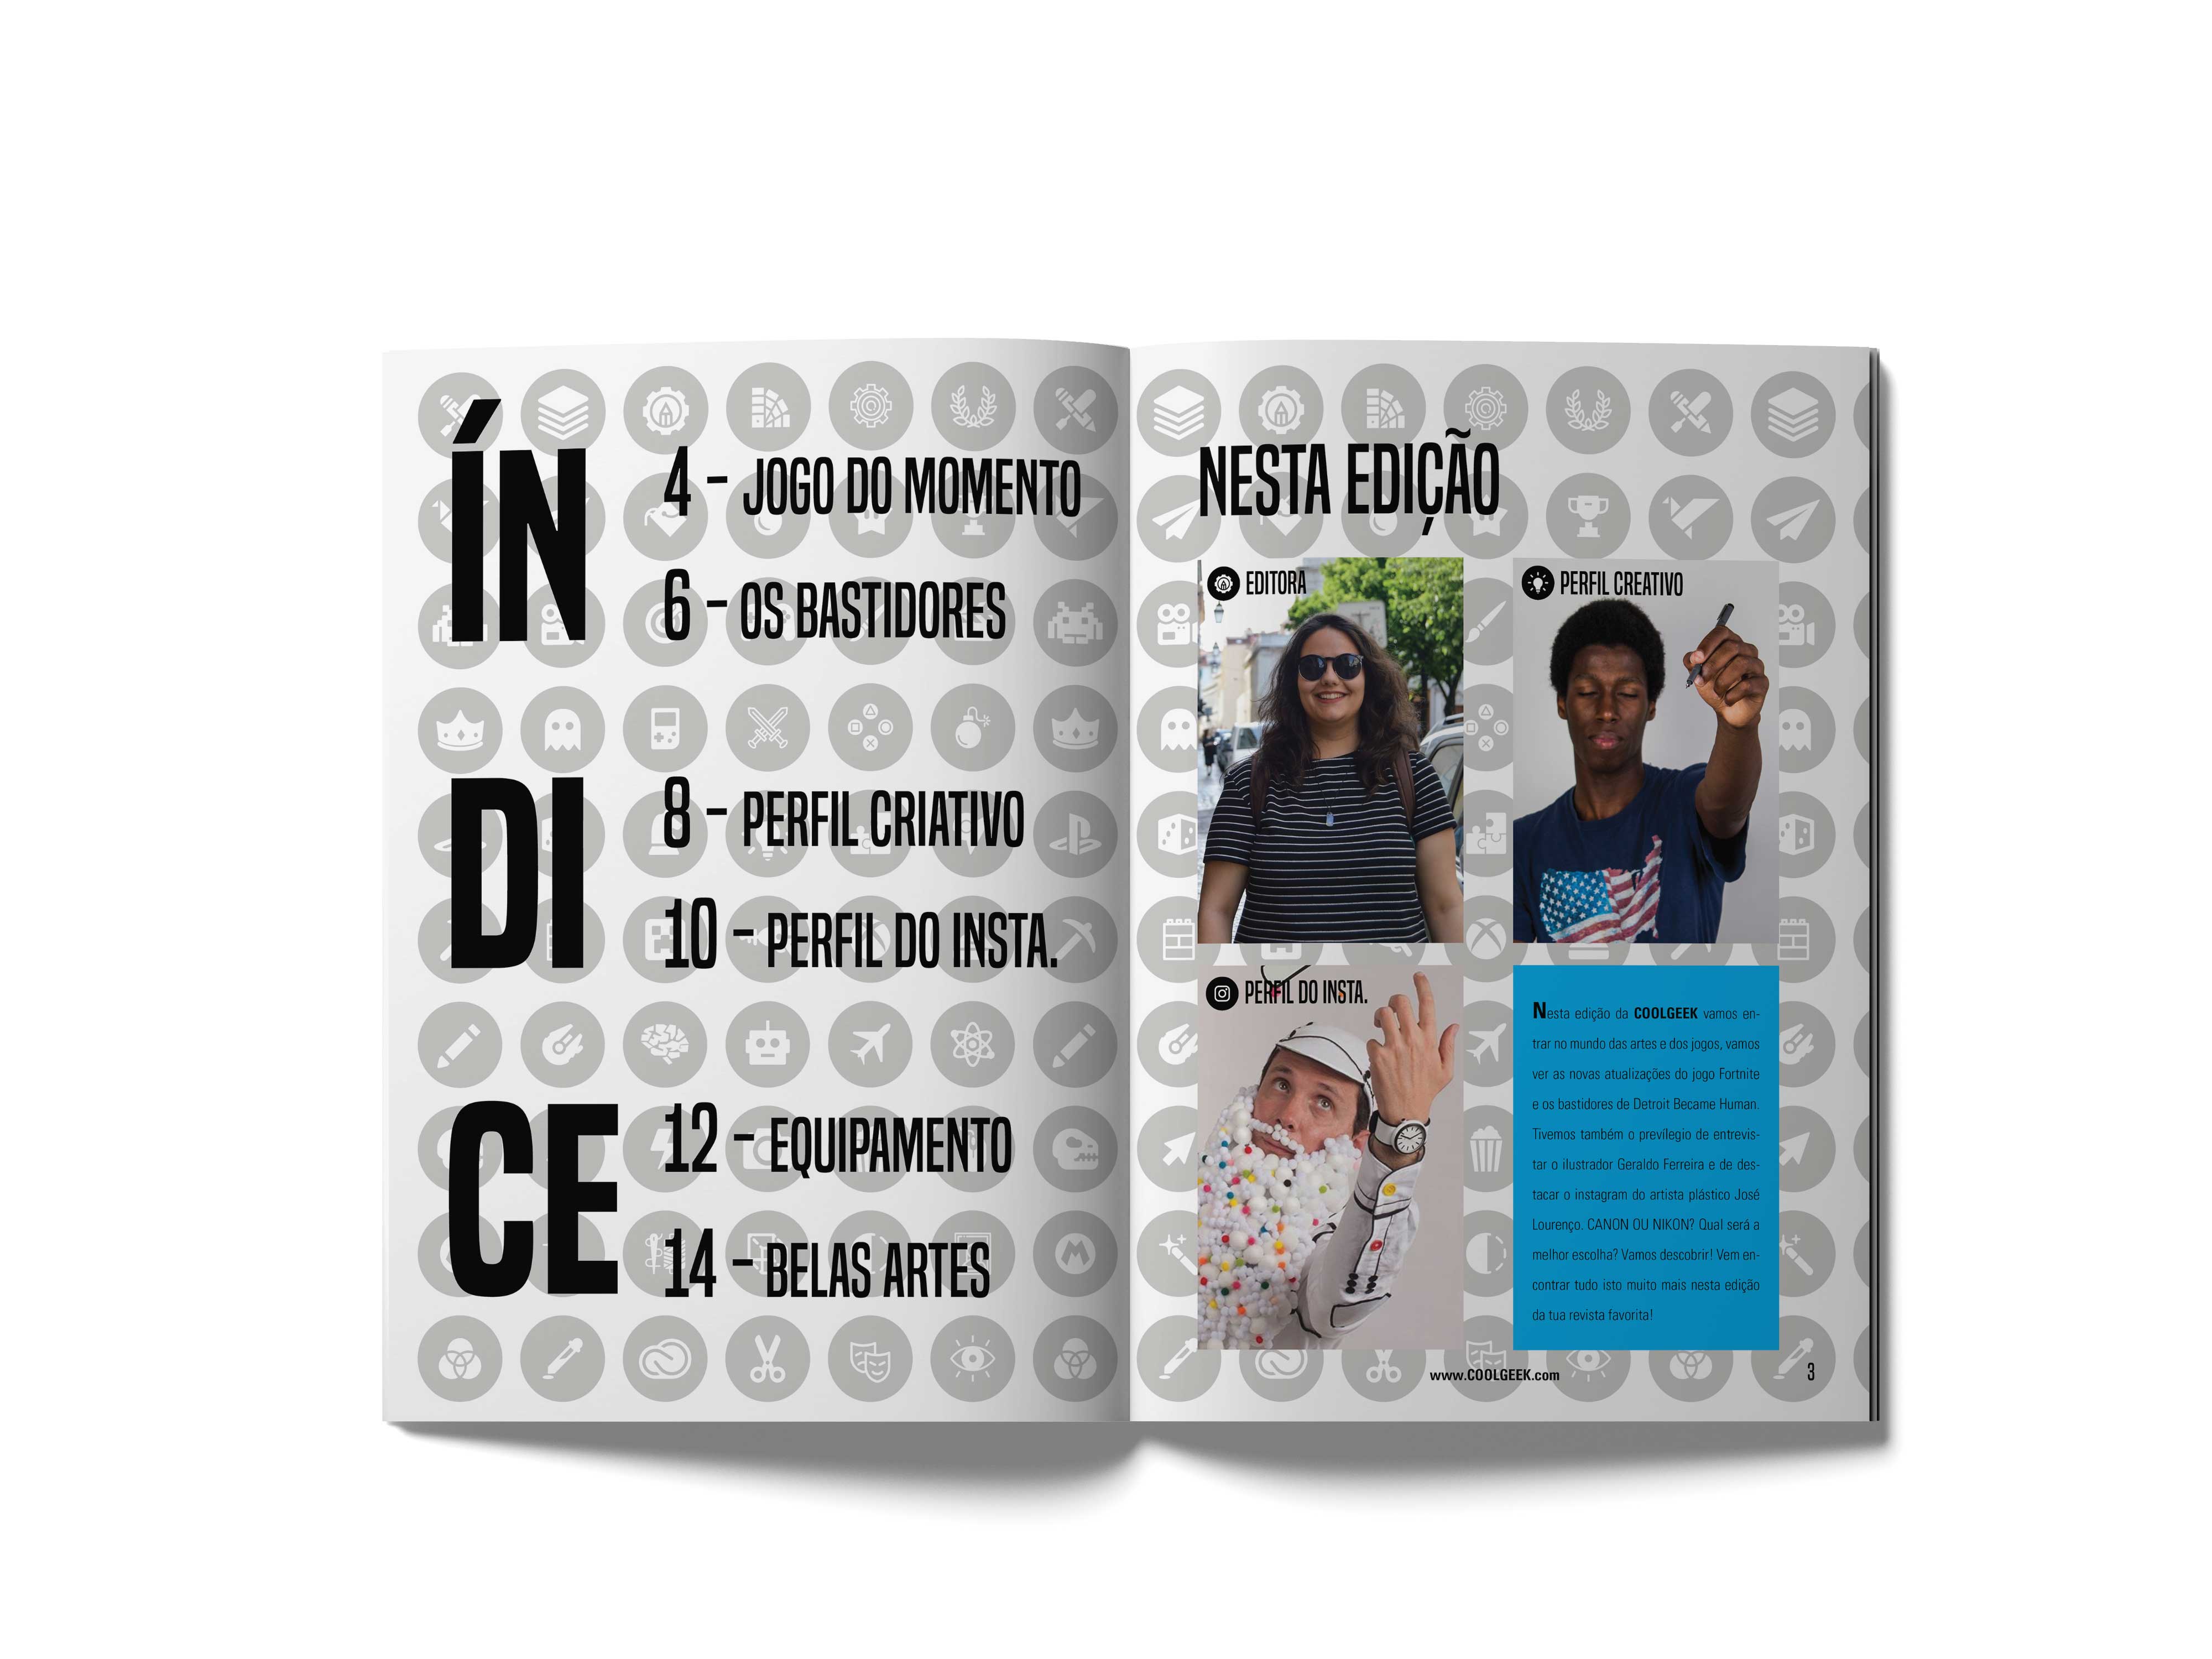 ÍN
DI
CE
4 - JOGO DO MOMENTO
6 - OS BASTIDORES
8 - PERFIL CRIATIVO
10 - PERFIL DO INSTA.
12 - EQUIPAMENTO
14 - BELAS ARTES
NESTA EDIÇÃO
EDITORA
PERFIL CREATIVO
PERFIL DO INSTA.
Nesta edição da COOLGEEK vamos en-
trar no mundo das artes e dos jogos, vamos
ver as novas atualizações do jogo Fortnite
e os bastidores de Detroit Became Human.
Tivemos também o prevílegio de entrevis-
tar o ilustrador Geraldo Ferreira e de des-
tacar o instagram do artista plástico José
Lourenço. CANON OU NIKON? Qual será a
melhor escolha? Vamos descobrir! Vem en-
contrar tudo isto muito mais nesta edição
da tua revista favorita!
www.COOLGEEK.com
3